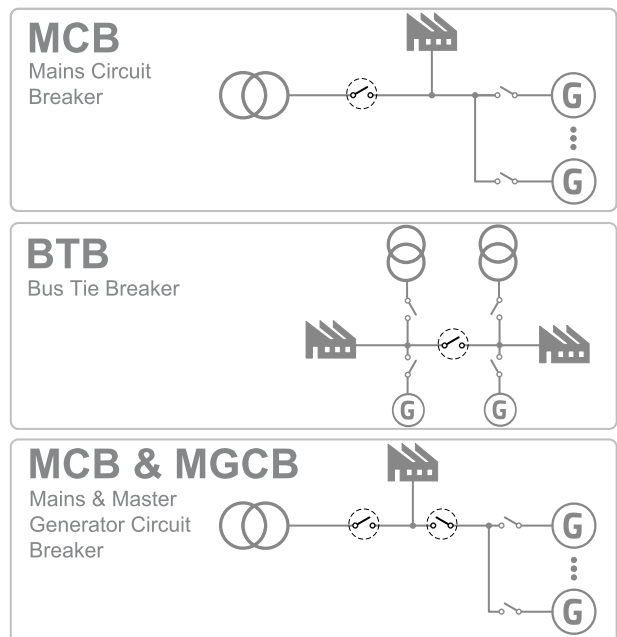 MCB
Mains Circuit
Breaker
G
G
BTB
Bus Tie Breaker
G G
MCB & MGCB
Mains & Master
Generator Circuit
Breaker
G
G